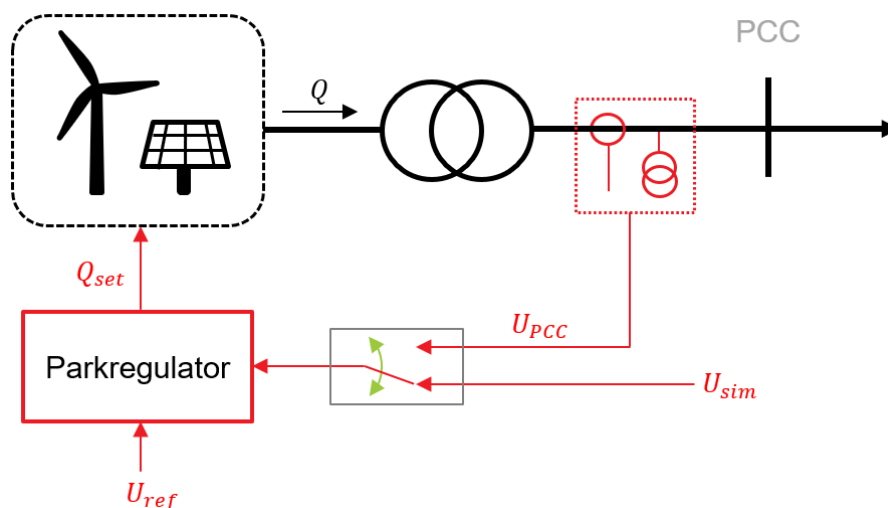 PCC
Q
Q_set
U_PCC
Parkregulator
U_sim
U_ref